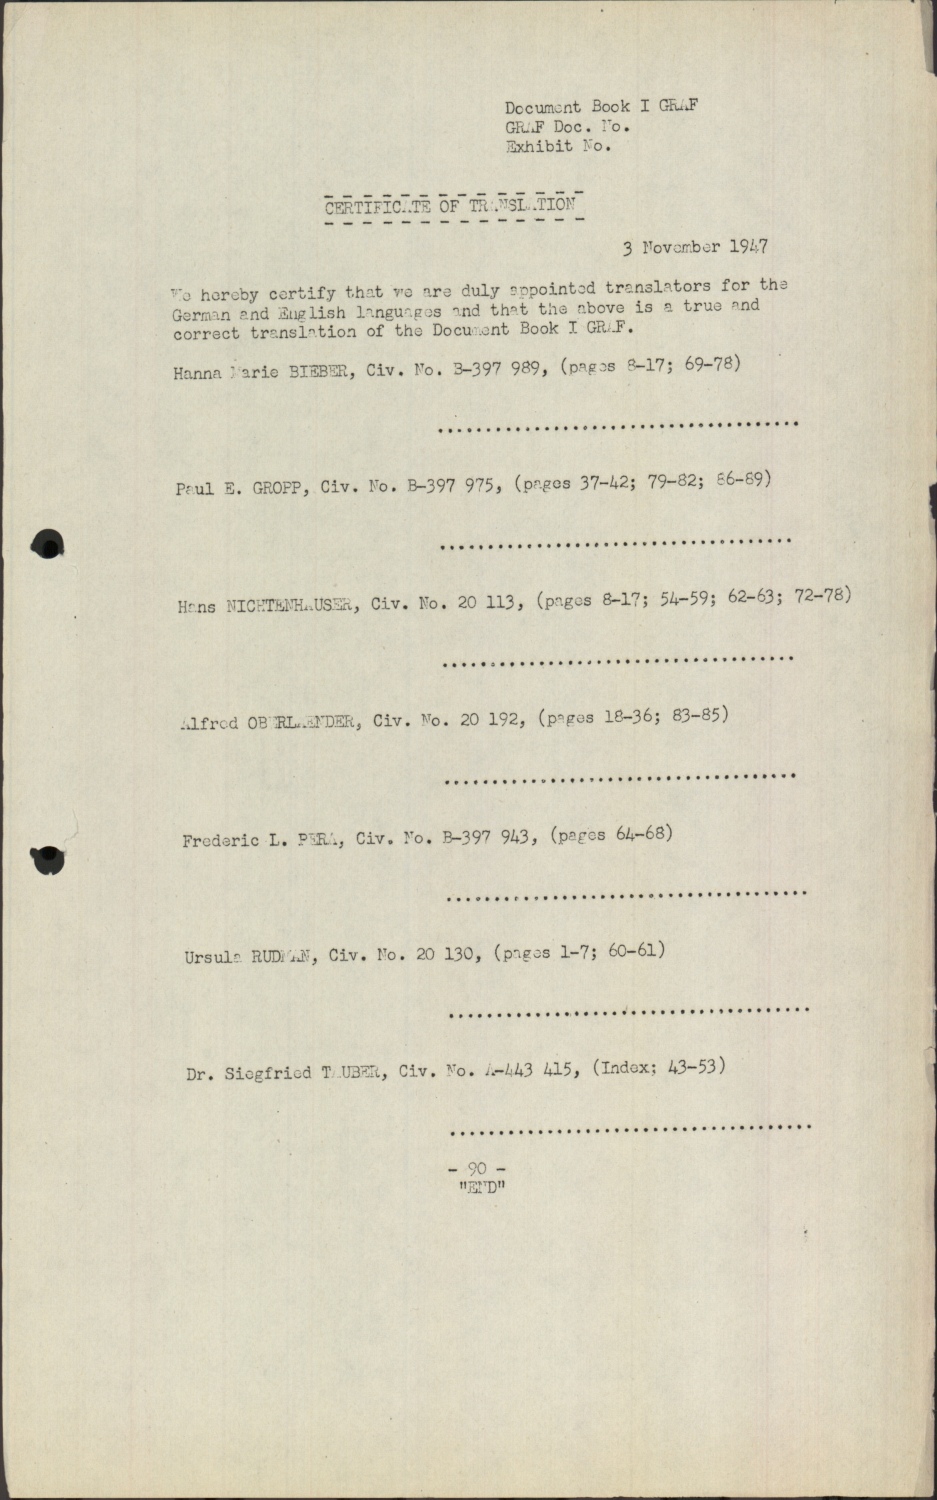 Document Book I GRAF
GRAF Doc. No.
Exhibit No.
CERTIFICATE OF TRANSLATION
3 November 1947
We hereby certify that we are duly appointed translators for the
German and English languages and that the above is a true and
correct translation of the Document Book I GRAF.
Hanna Marie BIEBER, Civ. No. B-397 989, (pages 8-17; 69-78)
......................................
Paul E. GROPP, Civ. No. B-397 975, (pages 37-42; 79-82; 86-89)
.....................................
Hans NICHTENHAUSER, Civ. No. 20 113, (pages 8-17; 54-59; 62-63; 72-78)
.....................................
Alfred OBERLAENDER, Civ. No. 20 192, (pages 18-36; 83-85)
.....................................
Frederic L. PERA, Civ. No. B-397 943, (pages 64-68)
......................................
Ursula RUDMAN, Civ. No. 20 130, (pages 1-7; 60-61)
......................................
Dr. Siegfried TAUBER, Civ. No. A-443 415, (Index; 43-53)
......................................
- 90 -
"END"